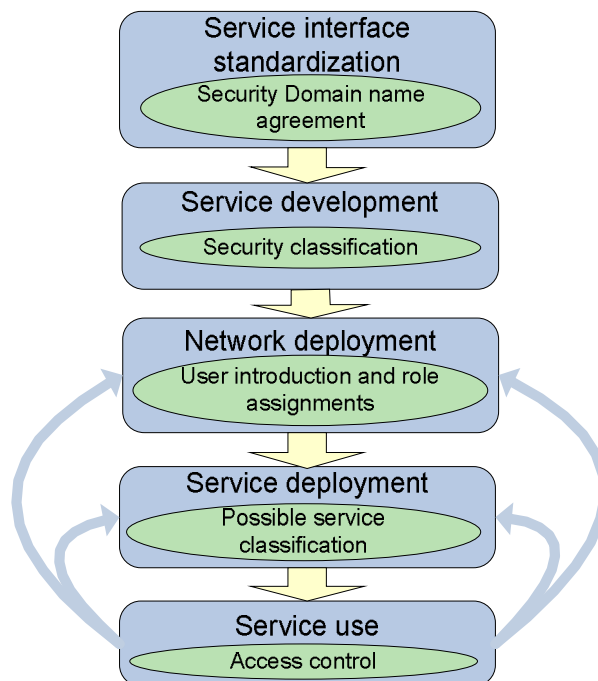 Service interface
standardization
Security Domain name
agreement
Service development
Security classification
Network deployment
User introduction and role
assignments
Service deployment
Possible service
classification
Service use
Access control